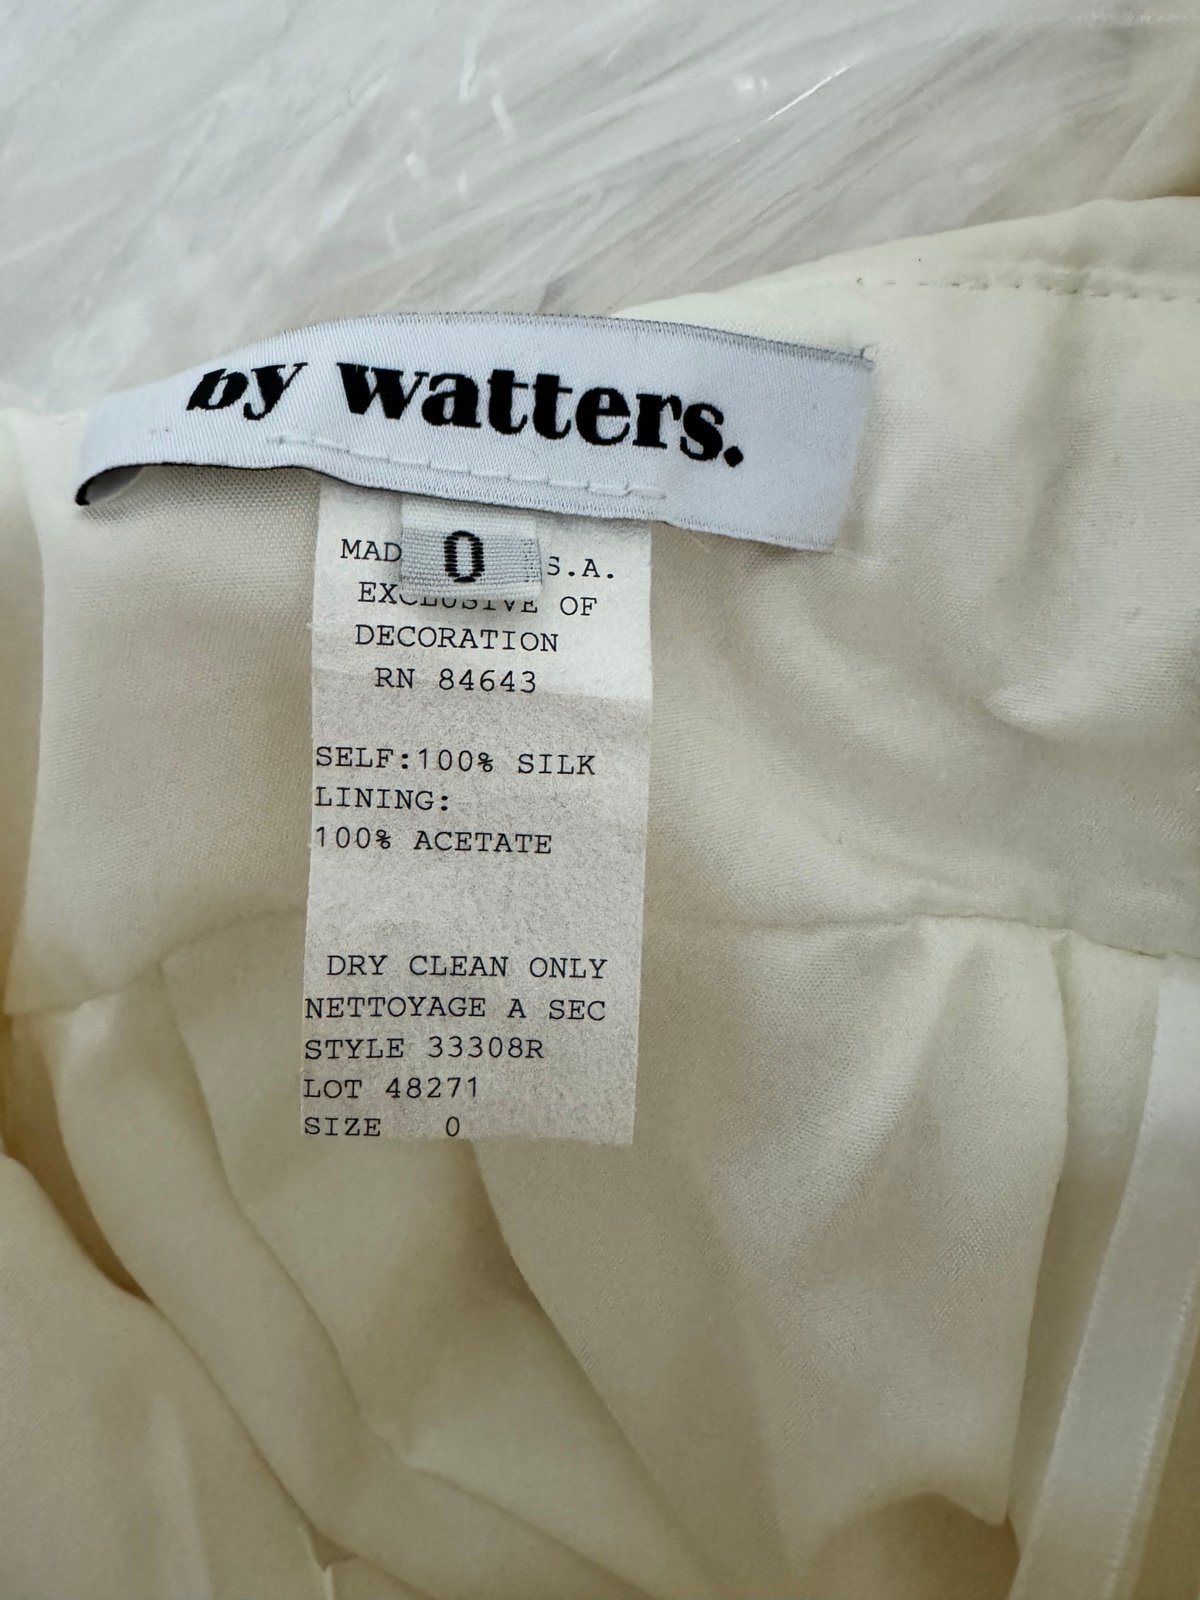 by watters.
0
MAD S.A.
EXCLUSIVE OF
DECORATION
RN 84643
SELF:100% SILK
LINING:
100% ACETATE
DRY CLEAN ONLY
NETTOYAGE A SEC
STYLE 33308R
LOT 48271
SIZE 0